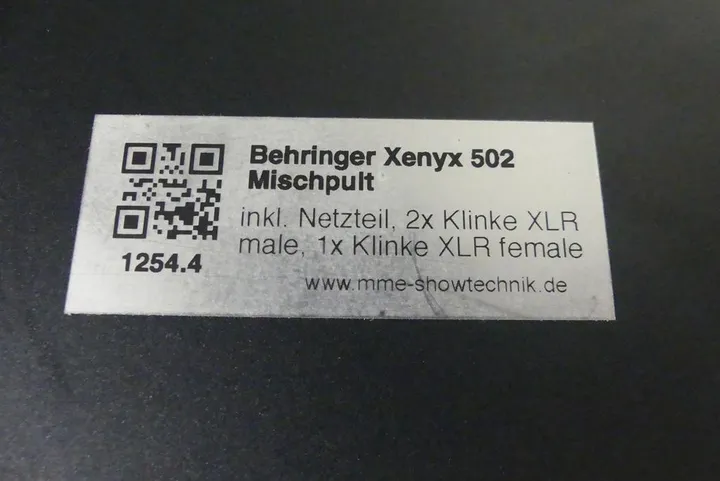 Behringer Xenyx 502
Mischpult
inkl. Netzteil, 2x Klinke XLR
male, 1x Klinke XLR female
1254.4
www.mme-showtechnik.de